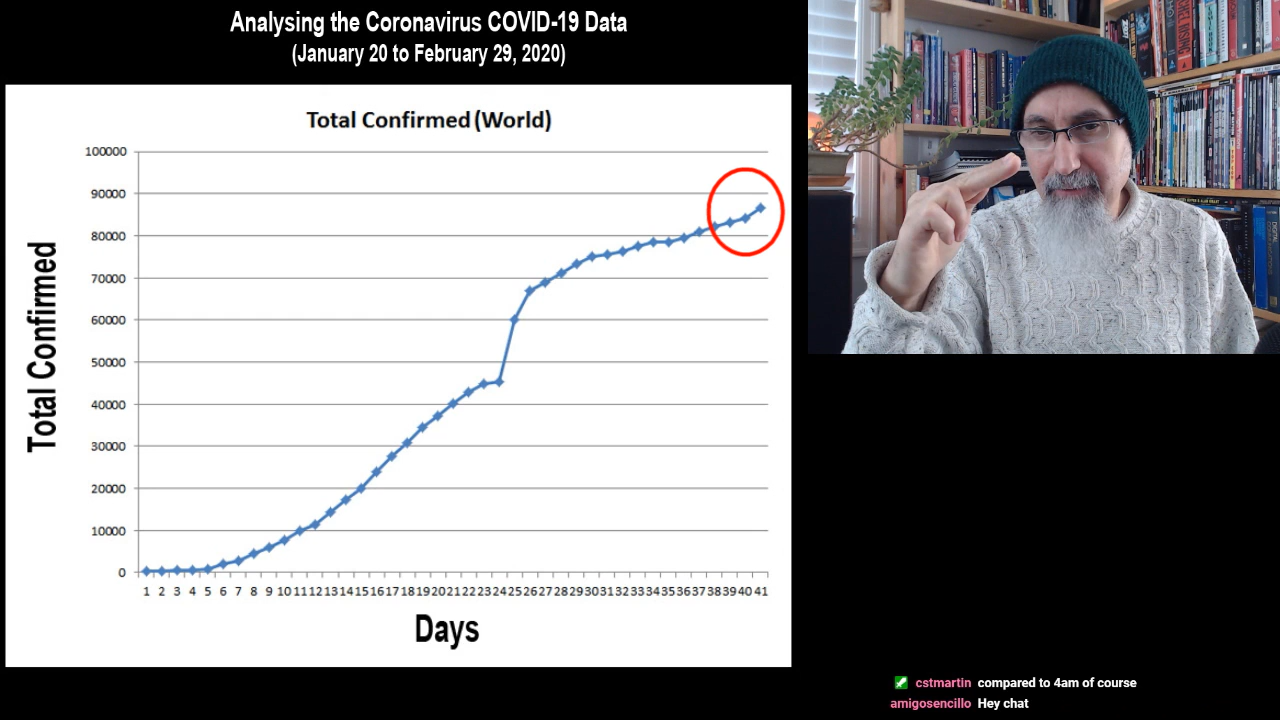 Analysing the Coronavirus COVID-19 Data
(January 20 to February 29, 2020)
Total Confirmed (World)
Total Confirmed
100000
90000
80000
70000
60000
50000
40000
30000
20000
10000
0
1 2 3 4 5 6 7 8 9 10 11 12 13 14 15 16 17 18 19 20 21 22 23 24 25 26 27 28 29 30 31 32 33 34 35 36 37 38 39 40 41
Days
cstmartin compared to 4am of course
amigosencillo Hey chat